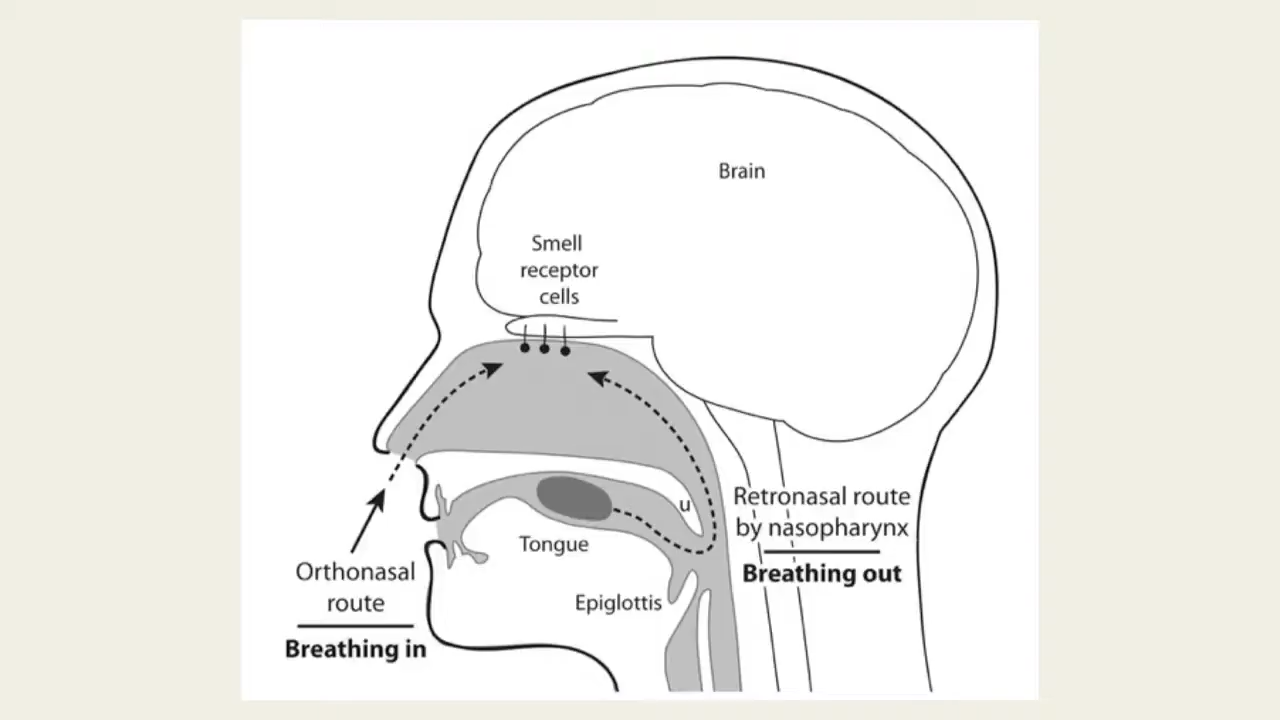 Brain
Smell
receptor
cells
u
Retronasal route
by nasopharynx
Breathing out
Tongue
Epiglottis
Orthonasal
route
Breathing in